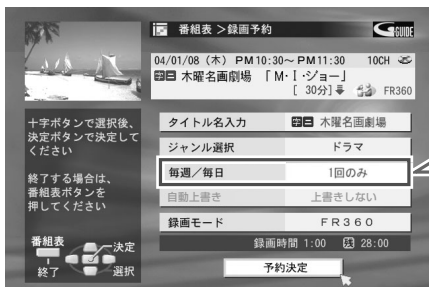 番組表 >録画予約
G GUIDE
04/01/08 (木) PM10:30~PM11:30 10CH
字日 木曜名画劇場 「M・I・ジョー」
[ 30分] FR360
十字ボタンで選択後、
決定ボタンで決定して
ください
終了する場合は、
番組表ボタンを
押してください
番組表
決定
終了
選択
タイトル名入力 字日 木曜名画劇場
ジャンル選択 ドラマ
毎週/毎日 1回のみ
自動上書き 上書きしない
録画モード FR360
録画時間 1:00 残 28:00
予約決定